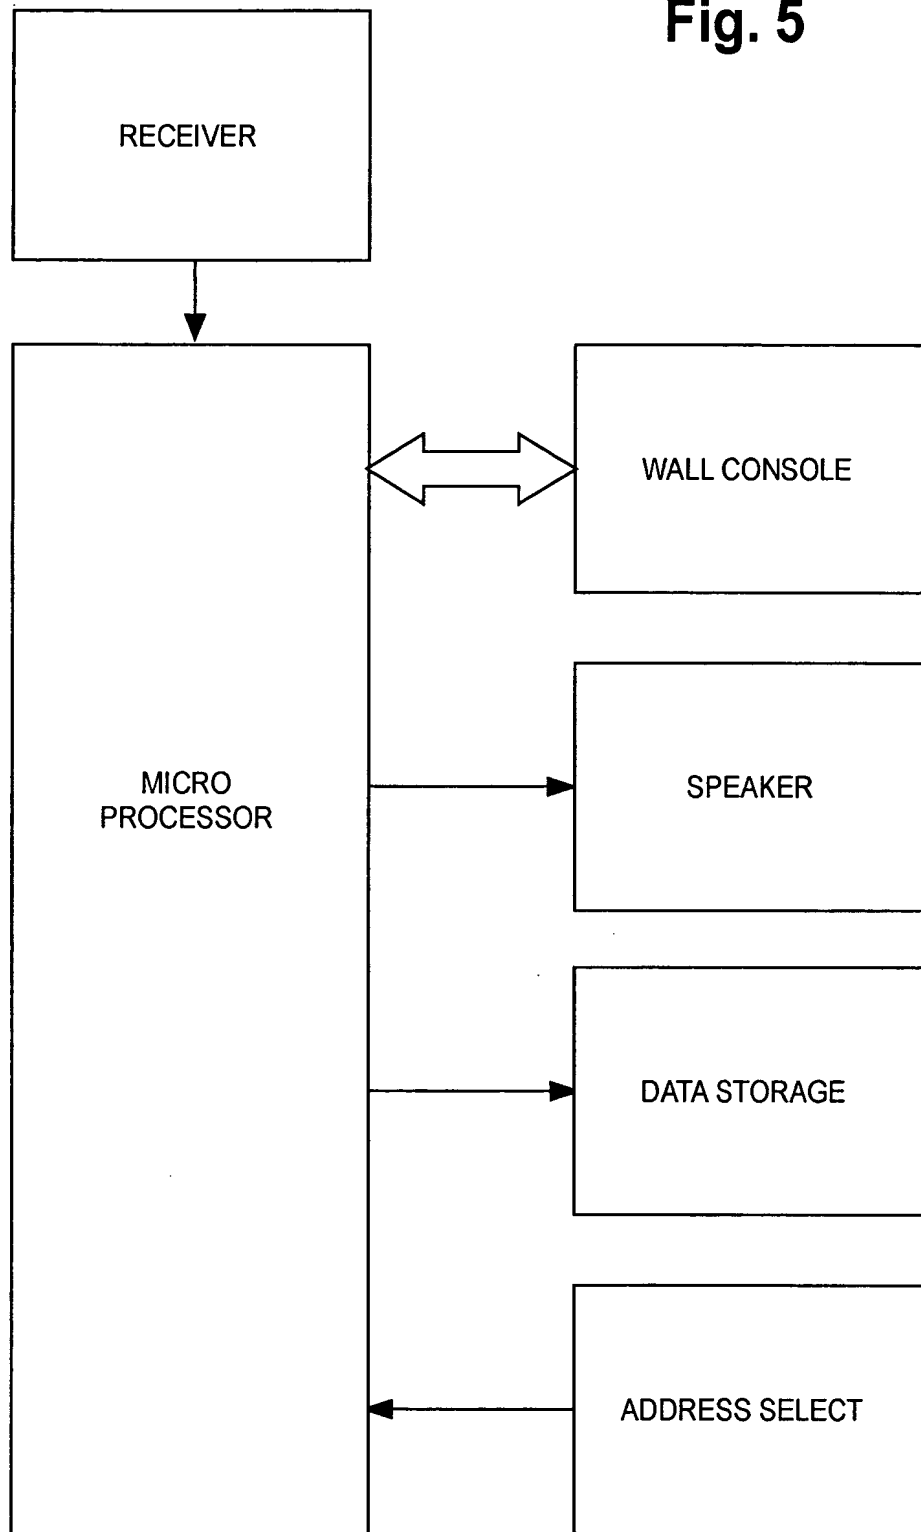 Fig. 5
RECEIVER
WALL CONSOLE
MICRO
PROCESSOR
SPEAKER
DATA STORAGE
ADDRESS SELECT